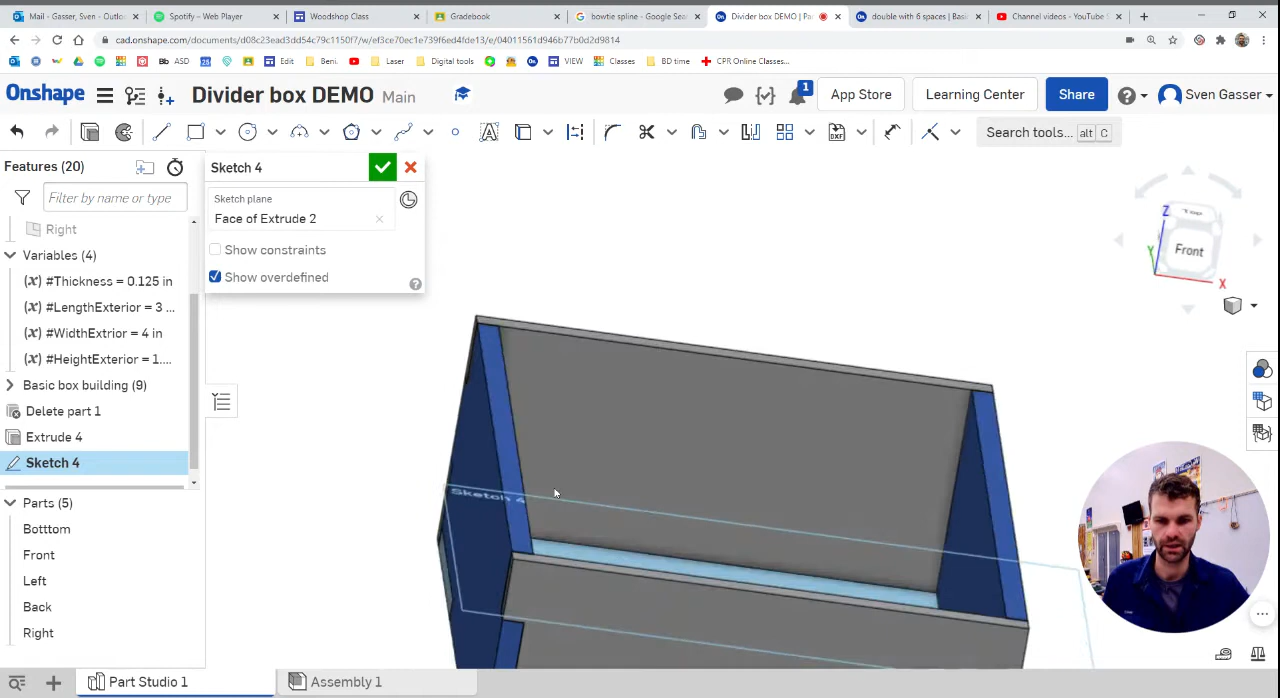 Mail - Gasser, Sven - Outlo
Spotify – Web Player
Woodshop Class
Gradebook
bowtie spline - Google Sea
Divider box DEMO | Pa
double with 6 spaces | Basi
Channel videos - YouTube S
cad.onshape.com/documents/d08c23ead3dd54c79c1150f7/w/ef3ce70ec1e739f6ed4fde13/e/04011561d946b77b0d2d9814
Bb ASD
Edit
Beni.
Laser
Digital tools
VIEW
Classes
BD time
CPR Online Classes...
Onshape
Divider box DEMO Main
1
App Store
Learning Center
Share
Sven Gasser
Search tools... alt C
Features (20)
Filter by name or type
Right
Variables (4)
(x) #Thickness = 0.125 in
(x) #LengthExterior = 3 ...
(x) #WidthExtrior = 4 in
(x) #HeightExterior = 1....
Basic box building (9)
Delete part 1
Extrude 4
Sketch 4
Parts (5)
Botttom
Front
Left
Back
Right
Sketch 4
Sketch plane
Face of Extrude 2
Show constraints
Show overdefined
Sketch 4
Z
Y
X
Front
Part Studio 1
Assembly 1